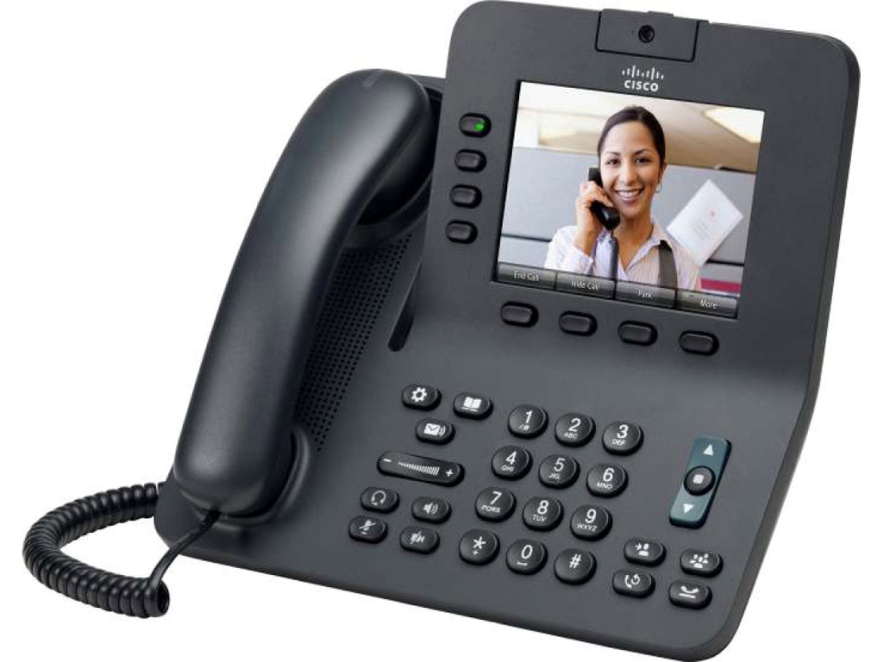 CISCO
End Call
Hide Call
Park
More
1
2
ABC
3
DEF
4
GHI
5
JKL
6
MNO
7
PQRS
8
TUV
9
WXYZ
*
0
#